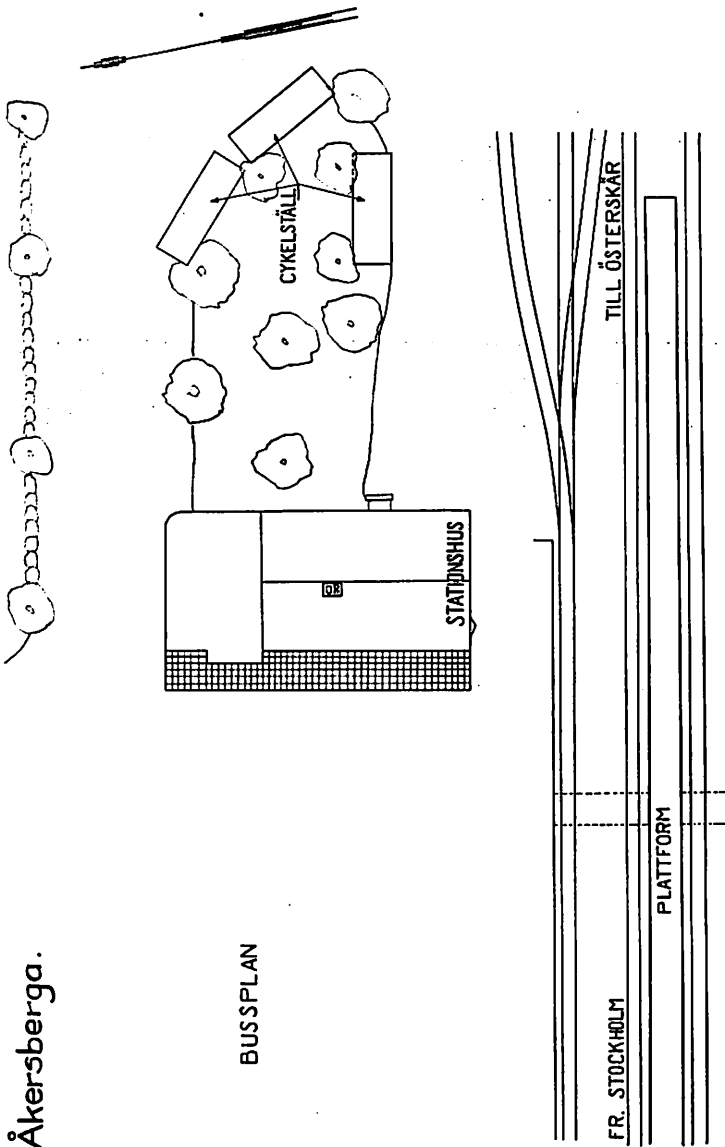 Åkersberga.
BUSSPLAN
CYKELSTÄLL
STATIONSHUS
FR. STOCKHOLM
TILL ÖSTERSKÄR
PLATTFORM